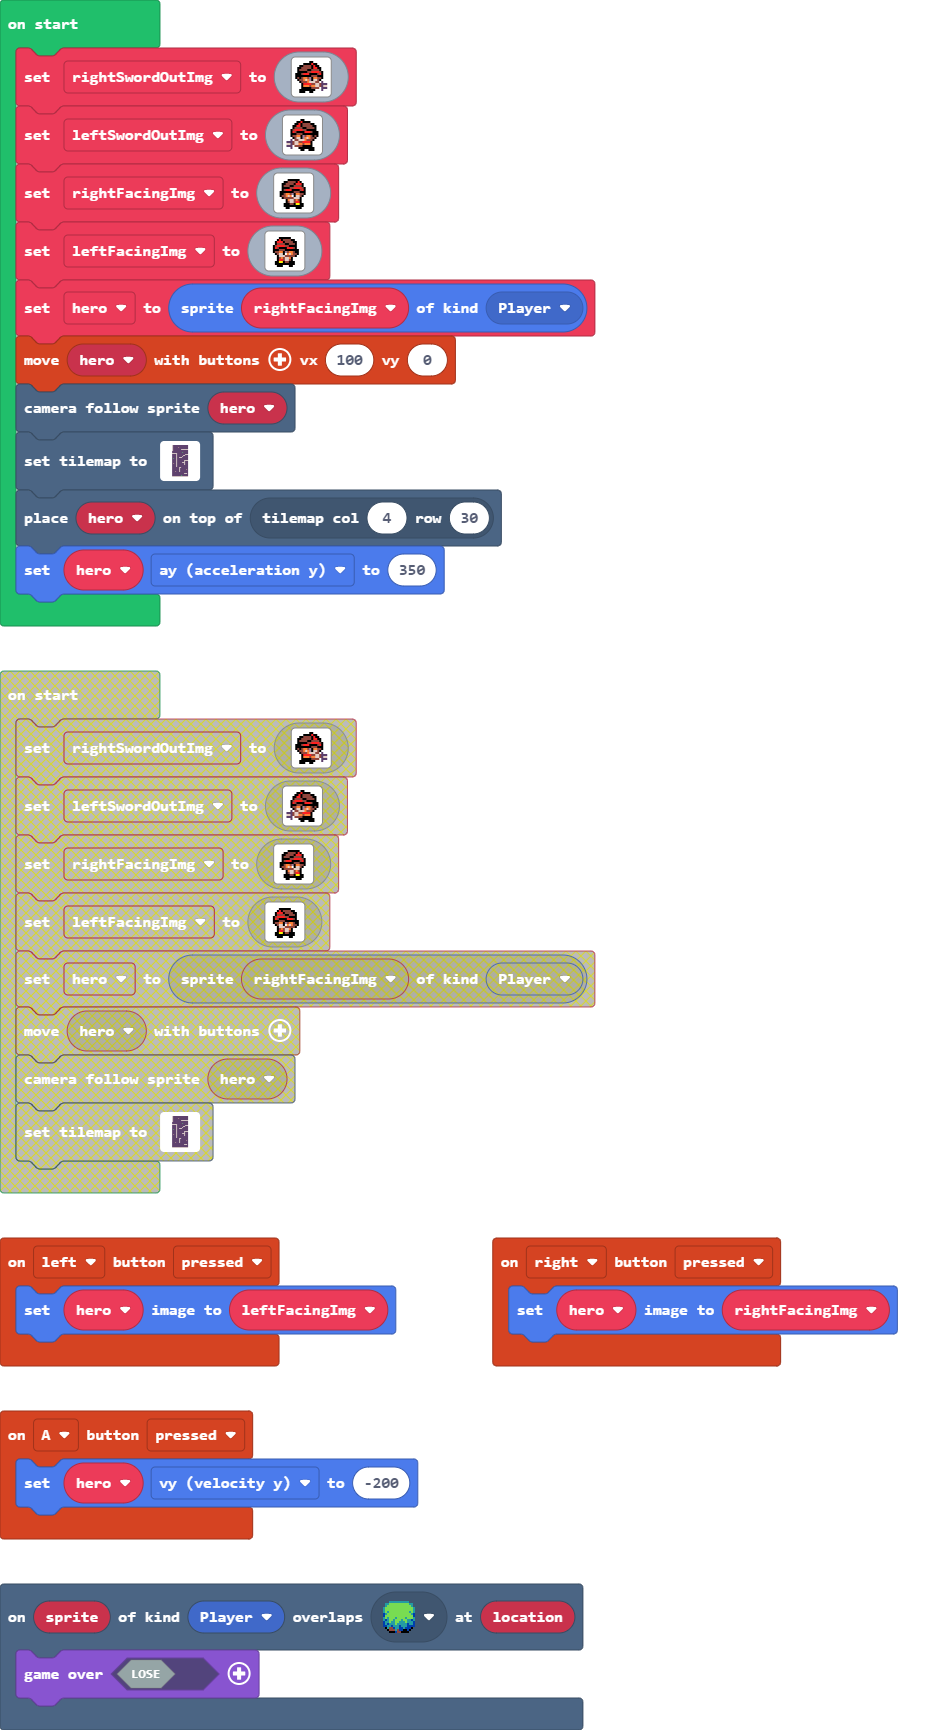 on start
set rightSwordOutImg to
set leftSwordOutImg to
set rightFacingImg to
set leftFacingImg to
set hero to sprite rightFacingImg of kind Player
move hero with buttons vx 100 vy 0
camera follow sprite hero
set tilemap to
place hero on top of tilemap col 4 row 30
set hero ay (acceleration y) to 350
on start
set rightSwordOutImg to
set leftSwordOutImg to
set rightFacingImg to
set leftFacingImg to
set hero to sprite rightFacingImg of kind Player
move hero with buttons
camera follow sprite hero
set tilemap to
on left button pressed
set hero image to leftFacingImg
on right button pressed
set hero image to rightFacingImg
on A button pressed
set hero vy (velocity y) to -200
on sprite of kind Player overlaps at location
game over LOSE